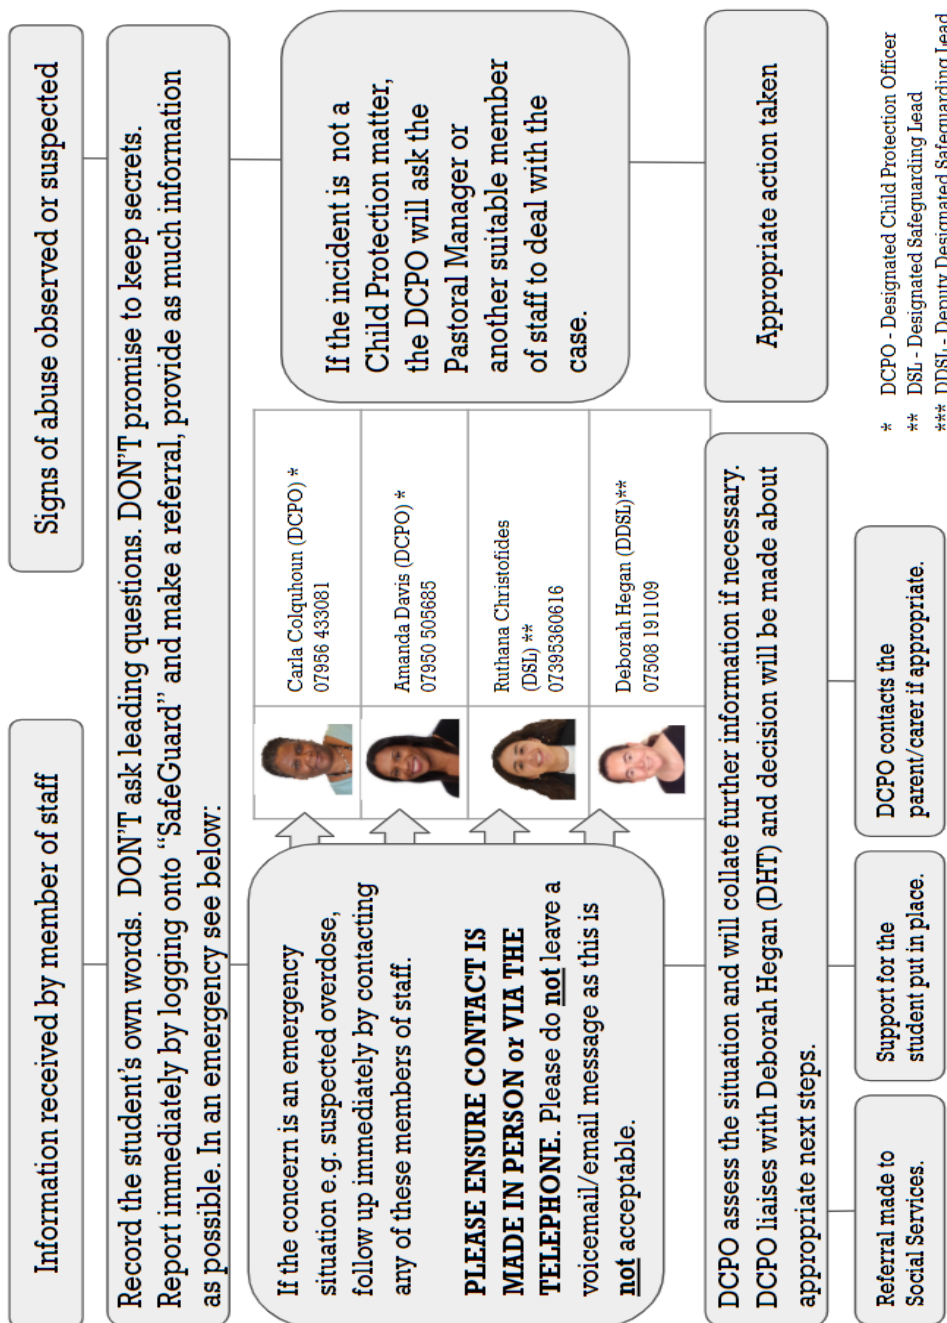 Information received by member of staff
Signs of abuse observed or suspected
Record the student's own words.  DON'T ask leading questions. DON'T promise to keep secrets.
Report immediately by logging onto “SafeGuard” and make a referral, provide as much information
as possible. In an emergency see below:
If the concern is an emergency
situation e.g. suspected overdose,
follow up immediately by contacting
any of these members of staff.
PLEASE ENSURE CONTACT IS
MADE IN PERSON or VIA THE
TELEPHONE. Please do not leave a
voicemail/email message as this is
not acceptable.
Carla Colquhoun (DCPO) *
07956 433081
Amanda Davis (DCPO) *
07950 505685
Ruthana Christofides
(DSL) **
07395360616
Deborah Hegan (DDSL)**
07508 191109
If the incident is  not a
Child Protection matter,
the DCPO will ask the
Pastoral Manager or
another suitable member
of staff to deal with the
case.
DCPO assess the situation and will collate further information if necessary.
DCPO liaises with Deborah Hegan (DHT) and decision will be made about
appropriate next steps.
Appropriate action taken
Referral made to
Social Services.
Support for the
student put in place.
DCPO contacts the
parent/carer if appropriate.
* DCPO - Designated Child Protection Officer
** DSL - Designated Safeguarding Lead
*** DDSL- Deputy Designated Safeguarding Lead